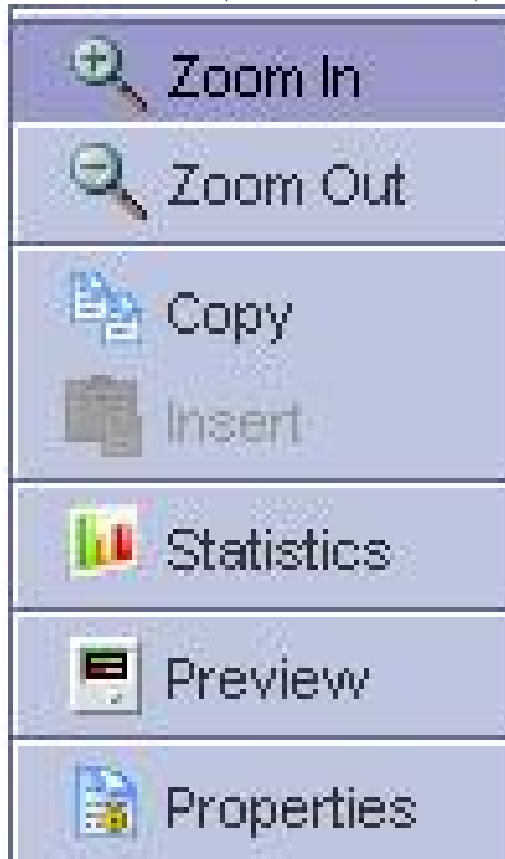 Zoom In
Zoom Out
Copy
Insert
Statistics
Preview
Properties